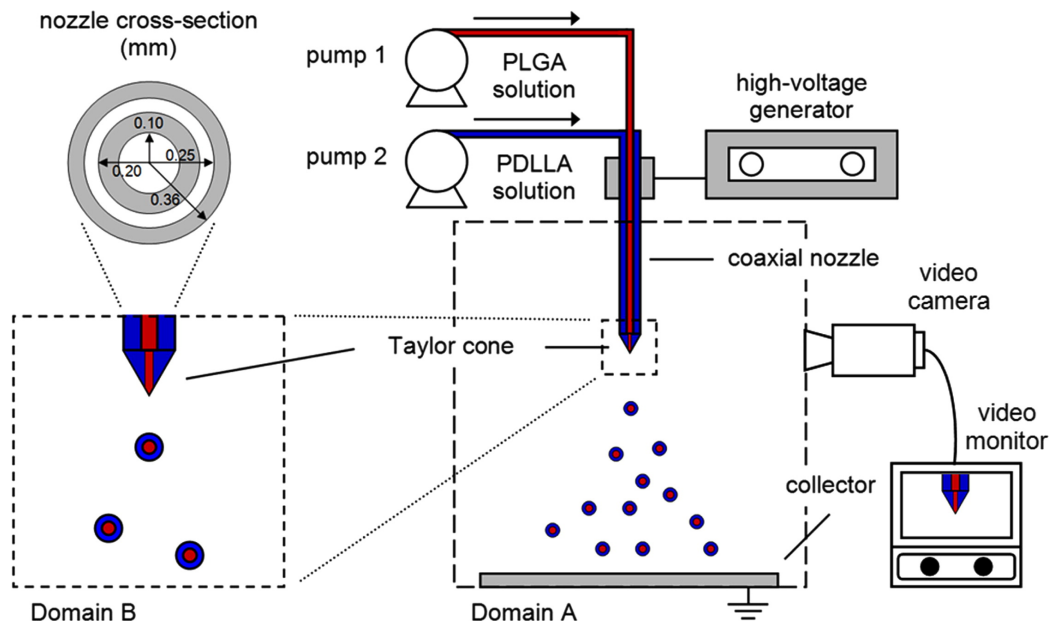 nozzle cross-section
(mm)
0.10
0.25
0.20
0.36
pump 1
PLGA
solution
pump 2
PDLLA
solution
high-voltage
generator
coaxial nozzle
video
camera
Taylor cone
video
monitor
collector
Domain B
Domain A